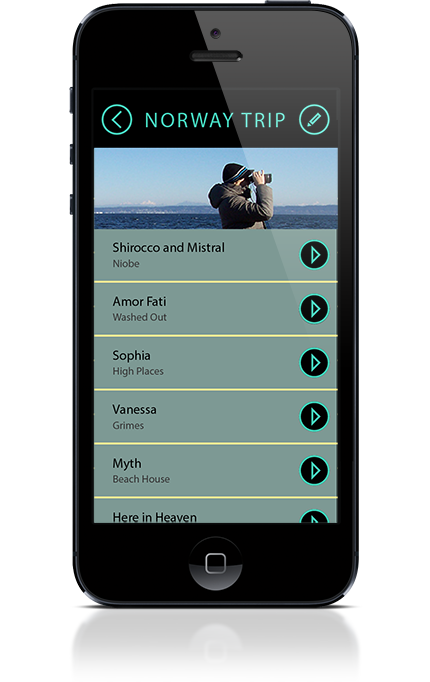 NORWAY TRIP
Shirocco and Mistral
Niobe
Amor Fati
Washed Out
Sophia
High Places
Vanessa
Grimes
Myth
Beach House
Here in Heaven